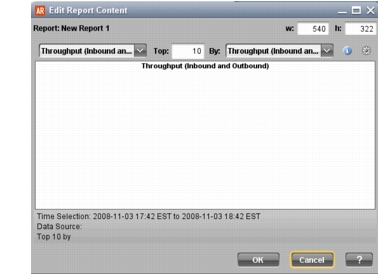 AR Edit Report Content
Report: New Report 1 w: 540 h: 322
Throughput (Inbound an... Top: 10 By: Throughput (Inbound an...
Throughput (Inbound and Outbound)
Time Selection: 2008-11-03 17:42 EST to 2008-11-03 18:42 EST
Data Source:
Top 10 by
OK Cancel ?